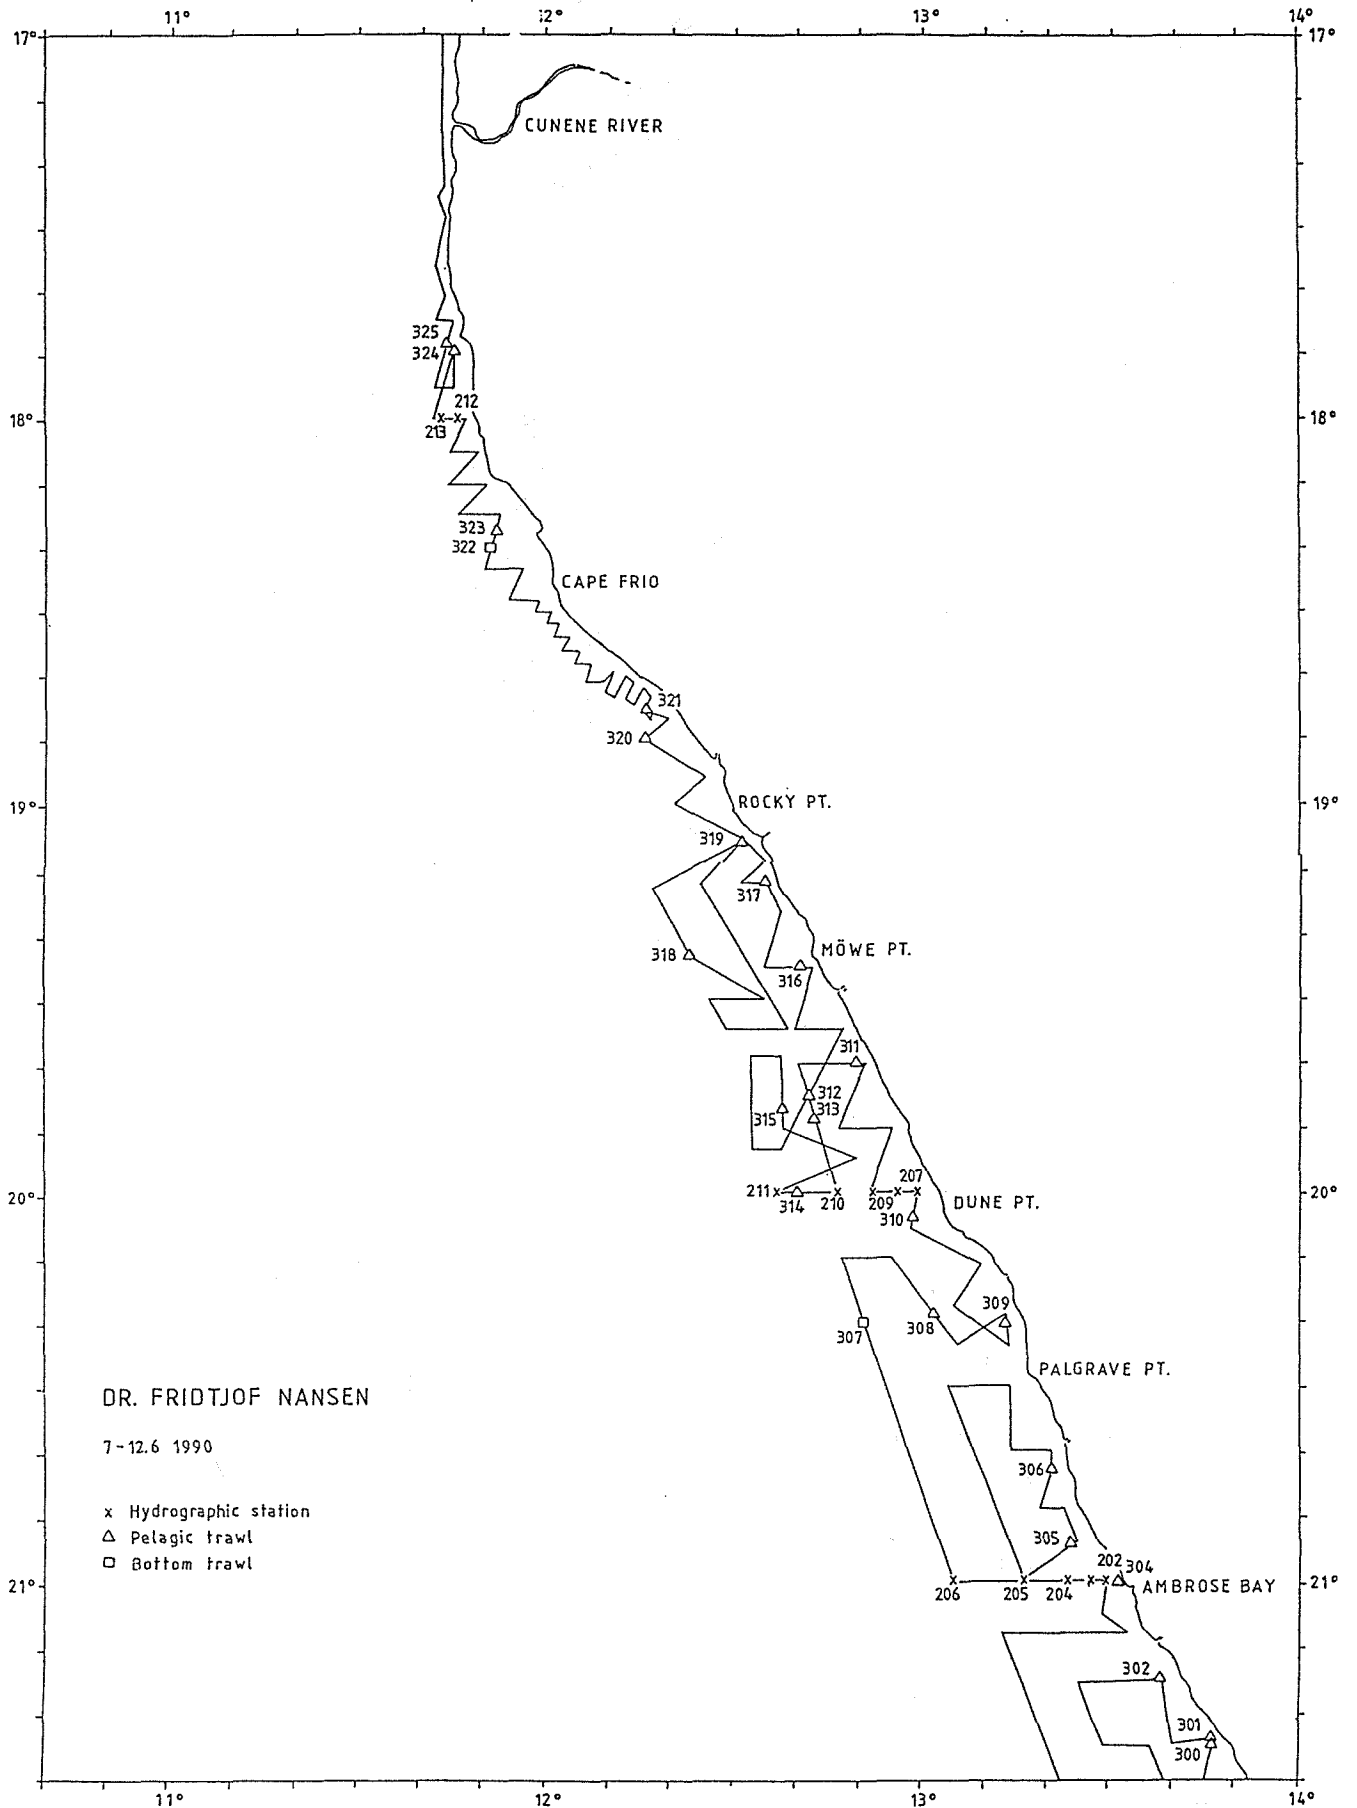 11° 12° 13° 14°
17° 17°
CUNENE RIVER
325
324
212
18° 213 18°
323
322
CAPE FRIO
321
320
19° ROCKY PT. 19°
319
317
MÖWE PT.
318
316
311
312
313
315
207
20° 211 20°
314 210 209
DUNE PT.
310
309
308
307
PALGRAVE PT.
DR. FRIDTJOF NANSEN
7-12.6 1990
306
x Hydrographic station
△ Pelagic trawl
305
□ Bottom trawl
202 304
21° 206 205 204 AMBROSE BAY 21°
302
301
300
11° 12° 13° 14°